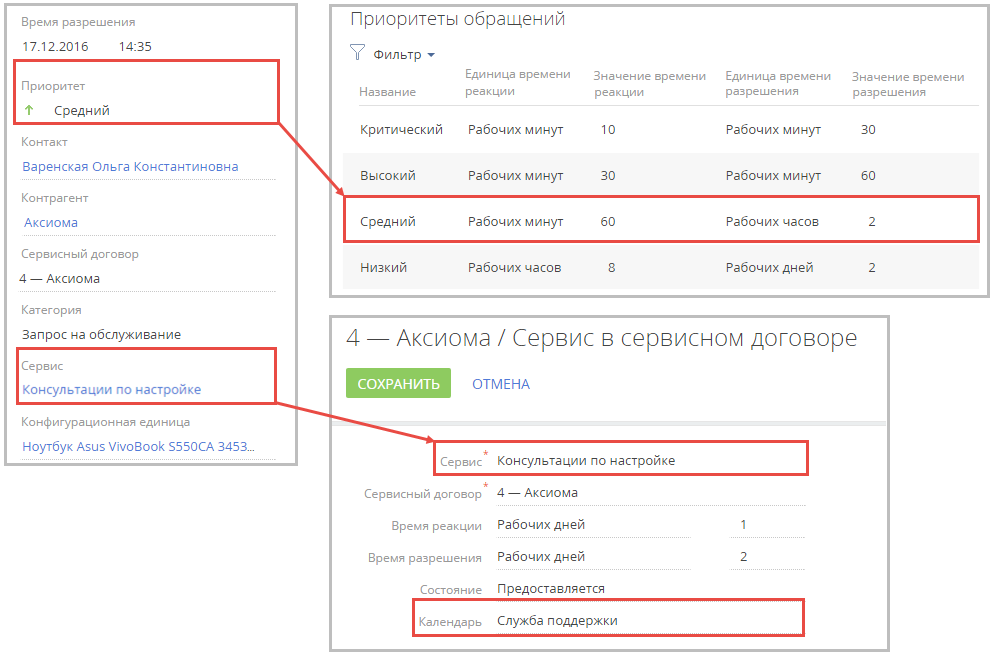 Время разрешения
17.12.2016 14:35
Приоритет
Средний
Контакт
Варенская Ольга Константиновна
Контрагент
Аксиома
Сервисный договор
4 — Аксиома
Категория
Запрос на обслуживание
Сервис
Консультации по настройке
Конфигурационная единица
Ноутбук Asus VivoBook S550CA 3453...
Приоритеты обращений
Фильтр
Название Единица времени реакции Значение времени реакции Единица времени разрешения Значение времени разрешения
Критический Рабочих минут 10 Рабочих минут 30
Высокий Рабочих минут 30 Рабочих минут 60
Средний Рабочих минут 60 Рабочих часов 2
Низкий Рабочих часов 8 Рабочих дней 2
4 — Аксиома / Сервис в сервисном договоре
СОХРАНИТЬ ОТМЕНА
Сервис* Консультации по настройке
Сервисный договор* 4 — Аксиома
Время реакции Рабочих дней 1
Время разрешения Рабочих дней 2
Состояние Предоставляется
Календарь Служба поддержки